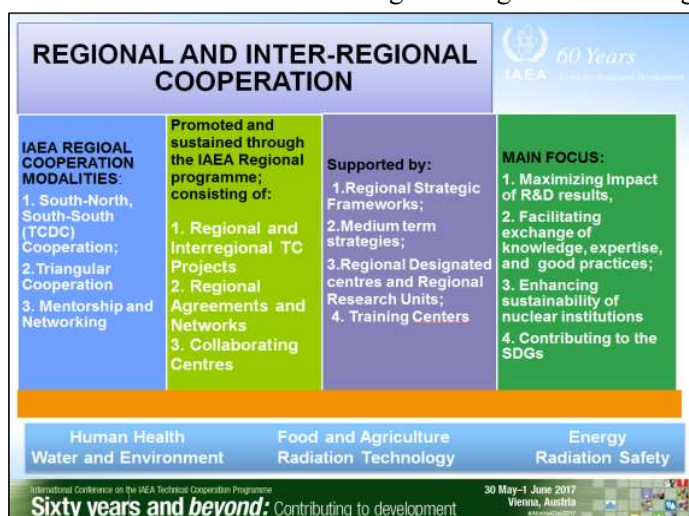 REGIONAL AND INTER-REGIONAL
COOPERATION
60 Years
IAEA
IAEA REGIOAL
COOPERATION
MODALITIES:
1. South-North,
South-South
(TCDC)
Cooperation;
2.Triangular
Cooperation
3. Mentorship and
Networking
Promoted and
sustained through
the IAEA Regional
programme;
consisting of:
1. Regional and
Interregional TC
Projects
2. Regional
Agreements and
Networks
3. Collaborating
Centres
Supported by:
1.Regional Strategic
Frameworks;
2.Medium term
strategies;
3.Regional Designated
centres and Regional
Research Units;
4. Training Centers
MAIN FOCUS:
1. Maximizing Impact
of R&D results,
2. Facilitating
exchange of
knowledge, expertise,
and good practices;
3. Enhancing
sustainability of
nuclear institutions
4. Contributing to the
SDGs
Human Health
Water and Environment
Food and Agriculture
Radiation Technology
Energy
Radiation Safety
International Conference on the IAEA Technical Cooperation Programme
Sixty years and beyond: Contributing to development
30 May–1 June 2017
Vienna, Austria